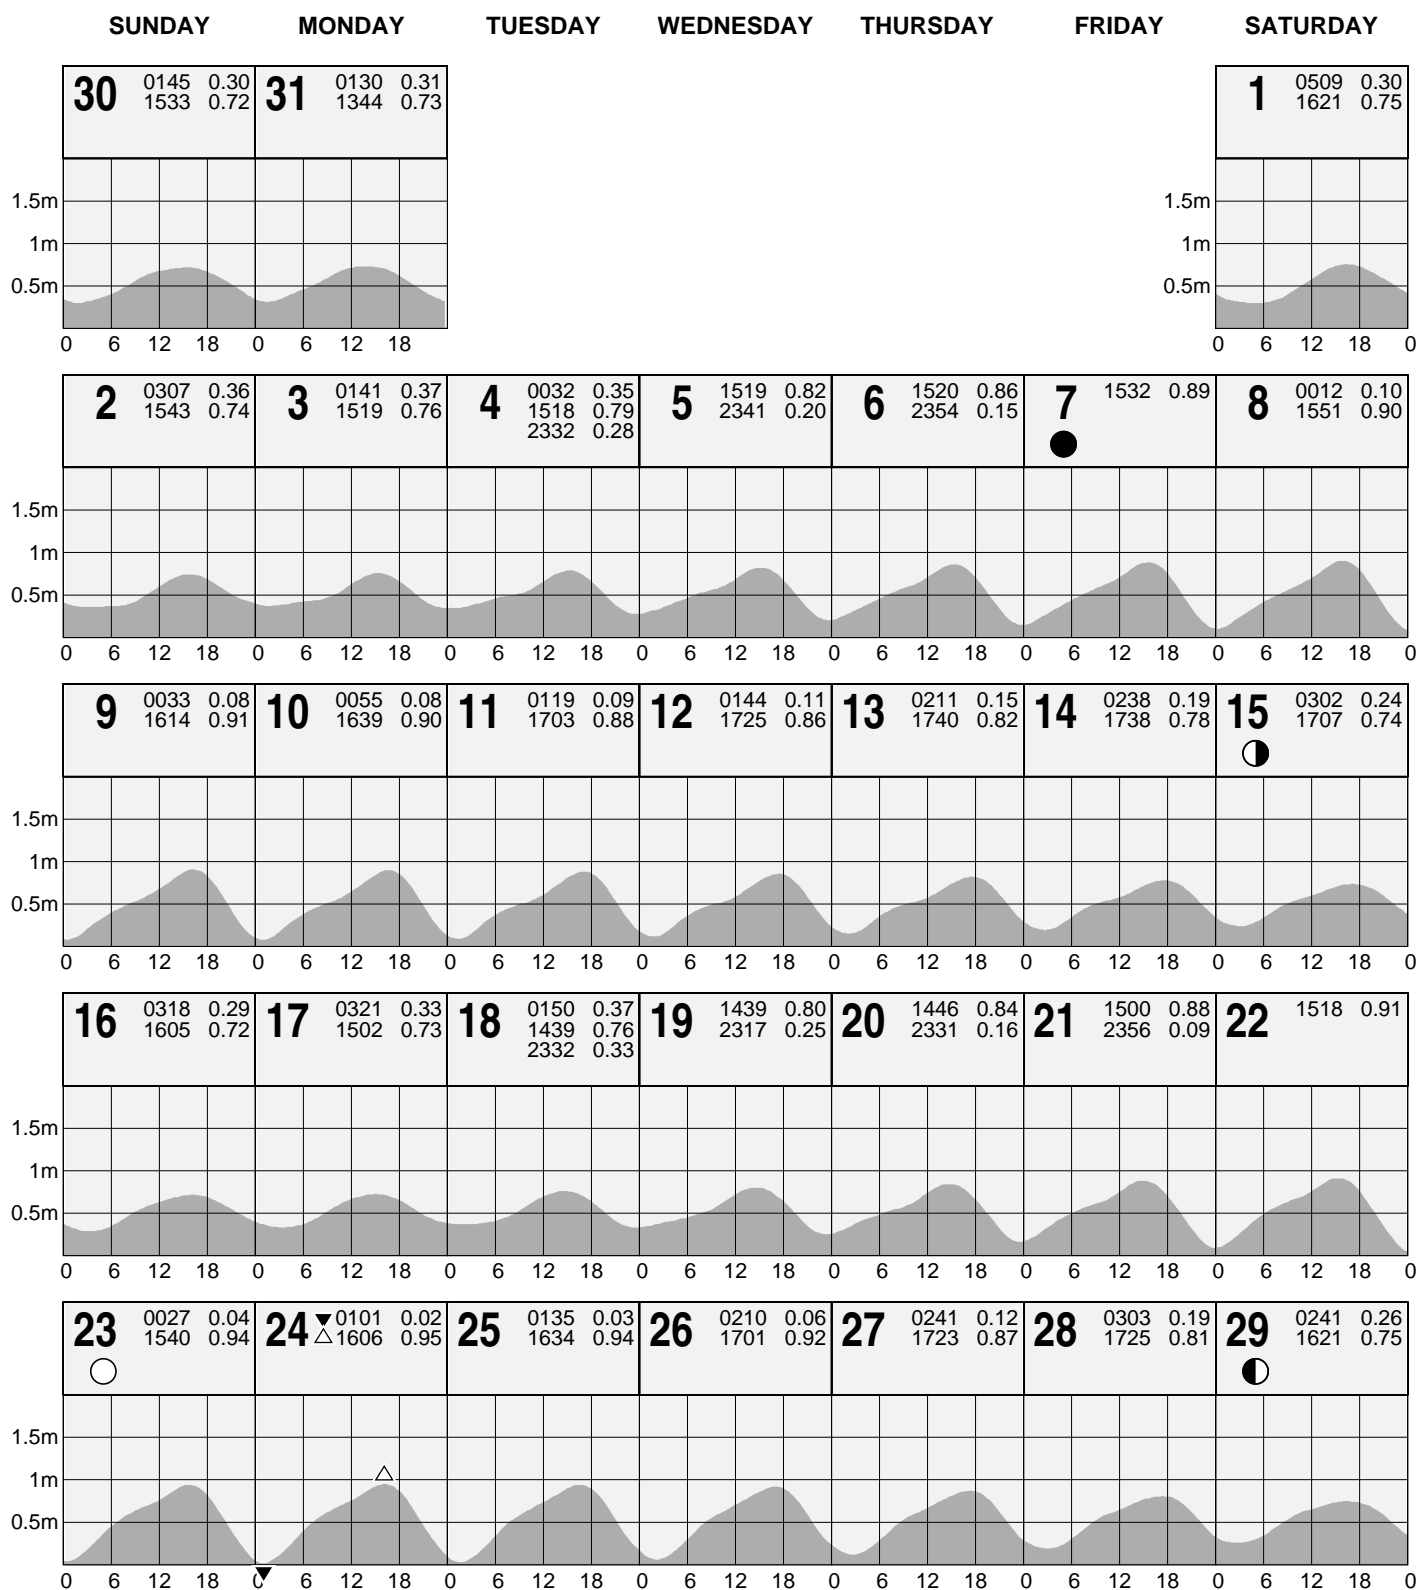 SUNDAY MONDAY TUESDAY WEDNESDAY THURSDAY FRIDAY SATURDAY
30 0145 0.30 31 0130 0.31 1 0509 0.30
1533 0.72 1344 0.73 1621 0.75
1.5m 1.5m
1m 1m
0.5m 0.5m
0 6 12 18 0 6 12 18 0 6 12 18 0
2 0307 0.36 3 0141 0.37 4 0032 0.35 5 1519 0.82 6 1520 0.86 7 1532 0.89 8 0012 0.10
1543 0.74 1519 0.76 1518 0.79 2341 0.20 2354 0.15 1551 0.90
2332 0.28
1.5m
1m
0.5m
0 6 12 18 0 6 12 18 0 6 12 18 0 6 12 18 0 6 12 18 0 6 12 18 0 6 12 18 0
9 0033 0.08 10 0055 0.08 11 0119 0.09 12 0144 0.11 13 0211 0.15 14 0238 0.19 15 0302 0.24
1614 0.91 1639 0.90 1703 0.88 1725 0.86 1740 0.82 1738 0.78 1707 0.74
1.5m
1m
0.5m
0 6 12 18 0 6 12 18 0 6 12 18 0 6 12 18 0 6 12 18 0 6 12 18 0 6 12 18 0
16 0318 0.29 17 0321 0.33 18 0150 0.37 19 1439 0.80 20 1446 0.84 21 1500 0.88 22 1518 0.91
1605 0.72 1502 0.73 1439 0.76 2317 0.25 2331 0.16 2356 0.09
2332 0.33
1.5m
1m
0.5m
0 6 12 18 0 6 12 18 0 6 12 18 0 6 12 18 0 6 12 18 0 6 12 18 0 6 12 18 0
23 0027 0.04 24 0101 0.02 25 0135 0.03 26 0210 0.06 27 0241 0.12 28 0303 0.19 29 0241 0.26
1540 0.94 1606 0.95 1634 0.94 1701 0.92 1723 0.87 1725 0.81 1621 0.75
1.5m
1m
0.5m
0 6 12 18 0 6 12 18 0 6 12 18 0 6 12 18 0 6 12 18 0 6 12 18 0 6 12 18 0